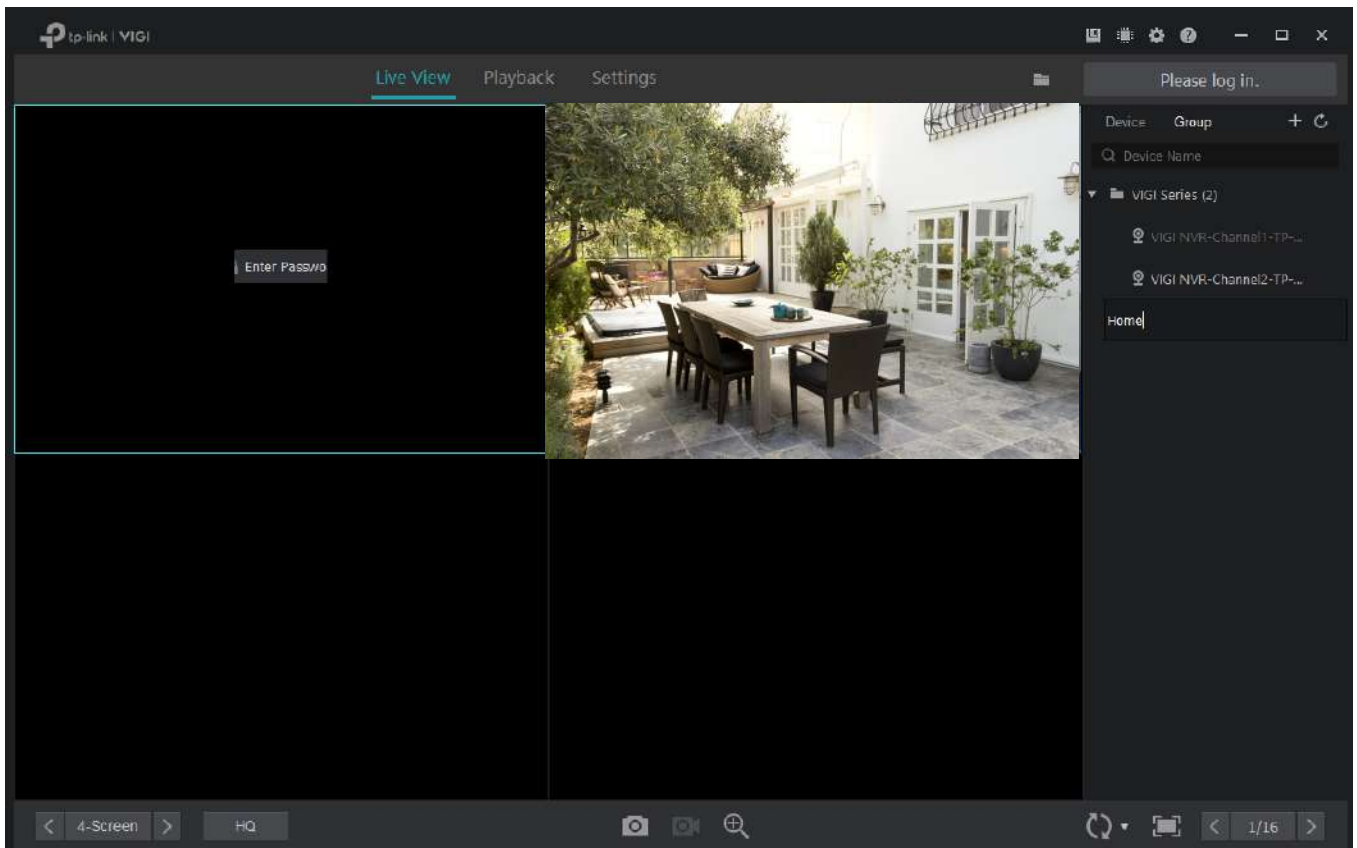 tp-link | VIGI
Live View Playback Settings
Please log in.
Device Group
Device Name
VIGI Series (2)
VIGI NVR-Channel1-TP-...
VIGI NVR-Channel2-TP-...
Home
Enter Passwo
4-Screen
HQ
1/16